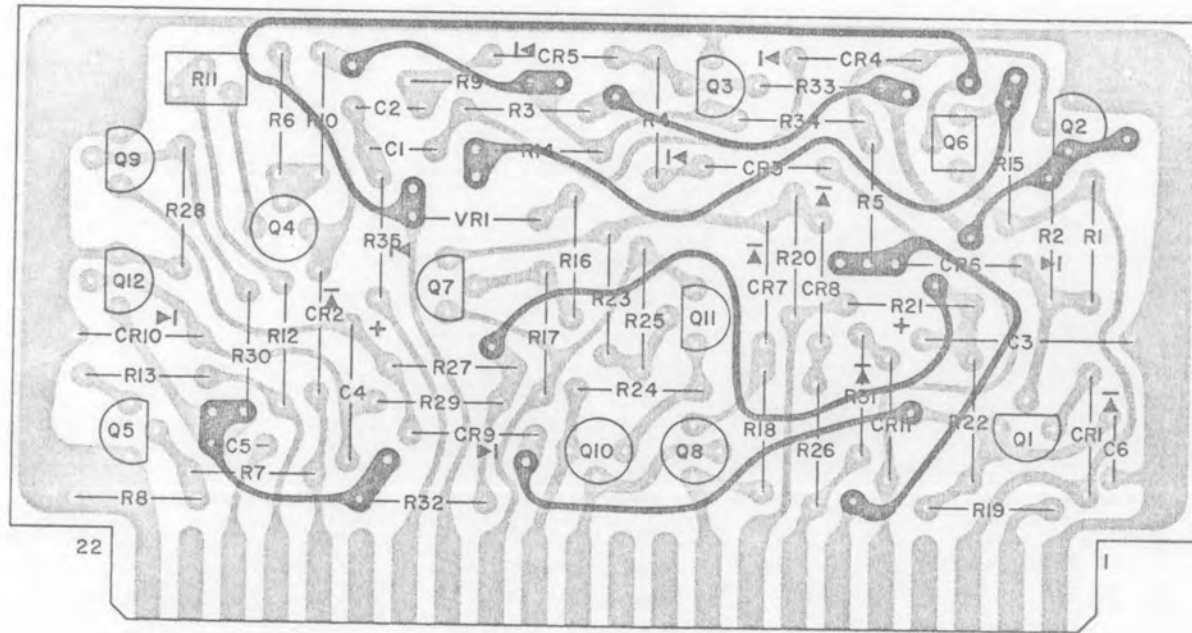 CR5
CR4
R11
R9
Q3
R33
C2
R3
R4
R34
Q2
R6
R10
Q6
Q9
C1
R14
CR3
R15
R28
R5
VR1
Q4
R35
R2
R1
R16
R20
CR6
Q12
Q7
R23
CR7
CR8
CR2
R21
R12
R25
Q11
CR10
+
+
R30
R17
C3
R13
R27
C4
R24
R29
R31
Q5
C5
CR9
Q10
Q8
R18
CR11
R22
Q1
CR1
C6
R26
R7
R8
R32
R19
22
1